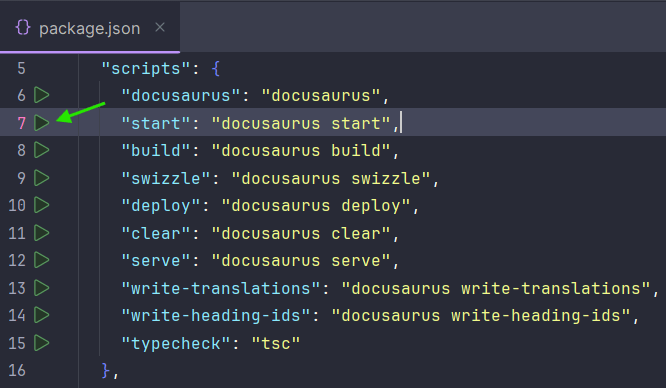 {} package.json ×
5 "scripts": {
6 "docusaurus": "docusaurus",
7 "start": "docusaurus start",
8 "build": "docusaurus build",
9 "swizzle": "docusaurus swizzle",
10 "deploy": "docusaurus deploy",
11 "clear": "docusaurus clear",
12 "serve": "docusaurus serve",
13 "write-translations": "docusaurus write-translations",
14 "write-heading-ids": "docusaurus write-heading-ids",
15 "typecheck": "tsc"
16 },